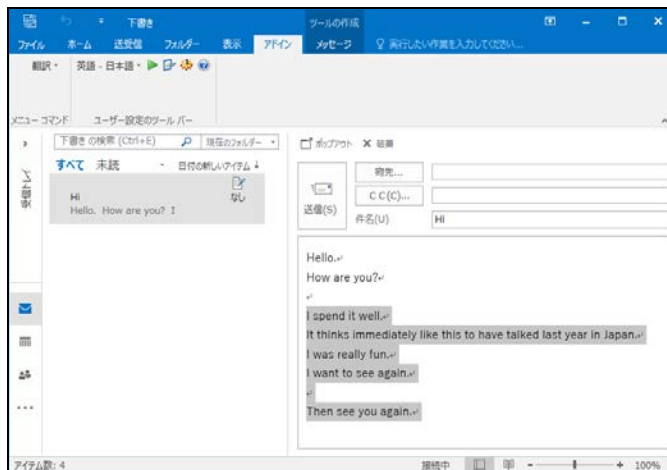 下書き
ツールの作成
ファイル ホーム 送受信 フォルダー 表示 アドイン メッセージ 実行したい作業を入力してください...
翻訳 英語 - 日本語
メニュー コマンド ユーザー設定のツール バー
下書き の検索 (Ctrl+E) 現在のフォルダー
すべて 未読 日付の新しいアイテム ↓
Hi なし
Hello. How are you? I
ポップアウト × 破棄
宛先...
CC(C)...
送信(S)
件名(U) Hi
Hello.↵
How are you?↵
↵
I spend it well.↵
It thinks immediately like this to have talked last year in Japan.↵
I was really fun.↵
I want to see again.↵
↵
Then see you again.↵
アイテム数: 4 接続中 - + 100%